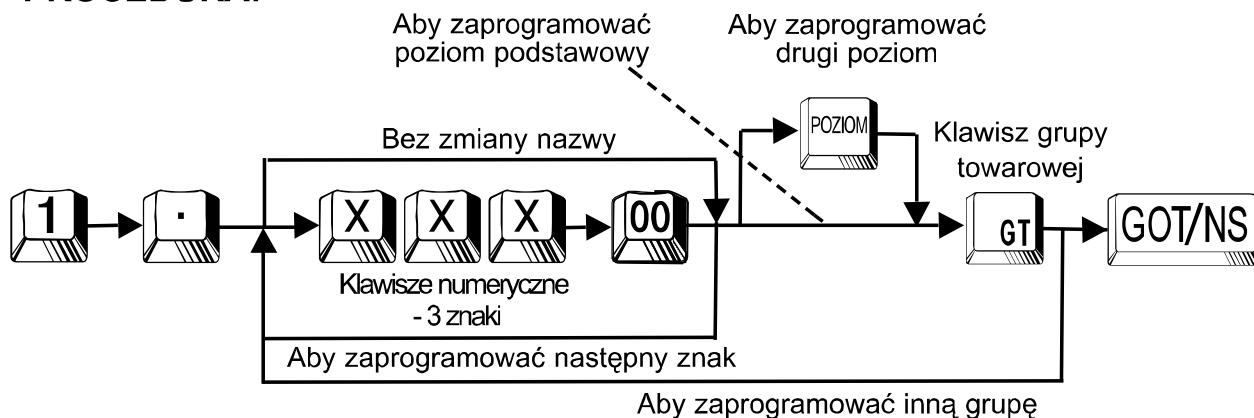 Aby zaprogramować
poziom podstawowy
Aby zaprogramować
drugi poziom
Bez zmiany nazwy
POZIOM
Klawisz grupy
towarowej
1
.
X X X
00
GT
GOT/NS
Klawisze numeryczne
- 3 znaki
Aby zaprogramować następny znak
Aby zaprogramować inną grupę